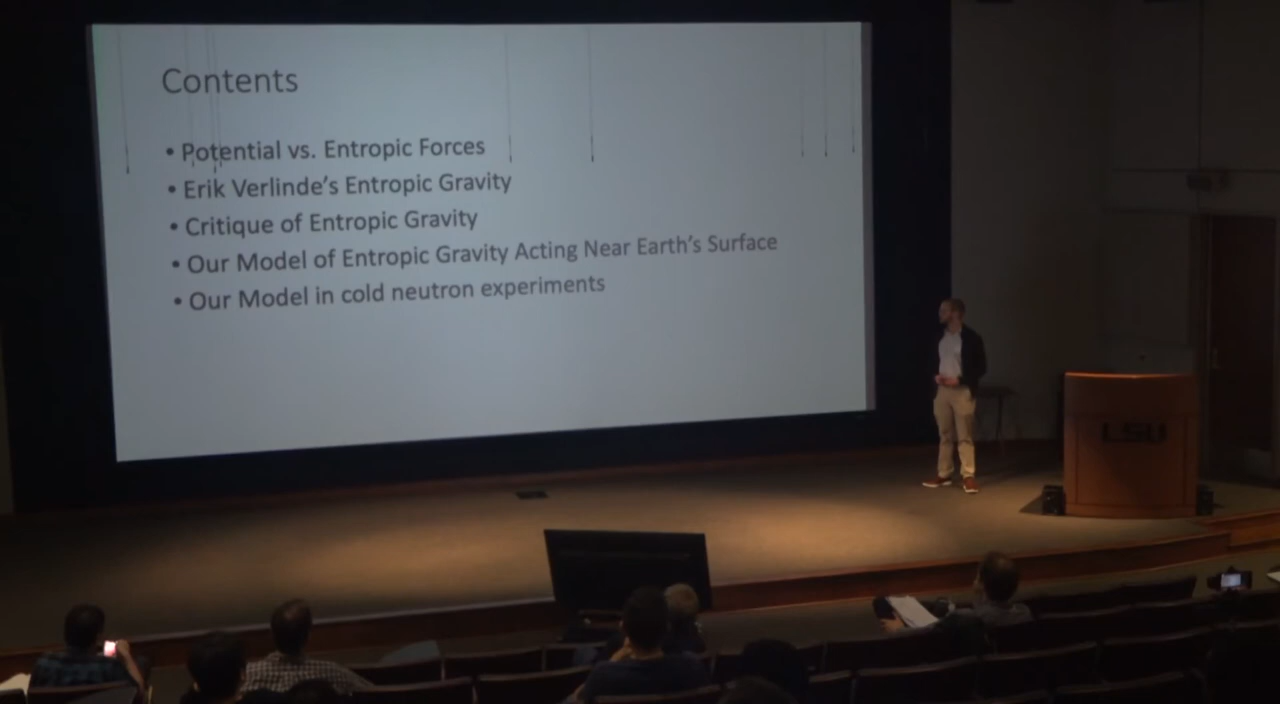 Contents
• Potential vs. Entropic Forces
• Erik Verlinde's Entropic Gravity
• Critique of Entropic Gravity
• Our Model of Entropic Gravity Acting Near Earth's Surface
• Our Model in cold neutron experiments
LSU